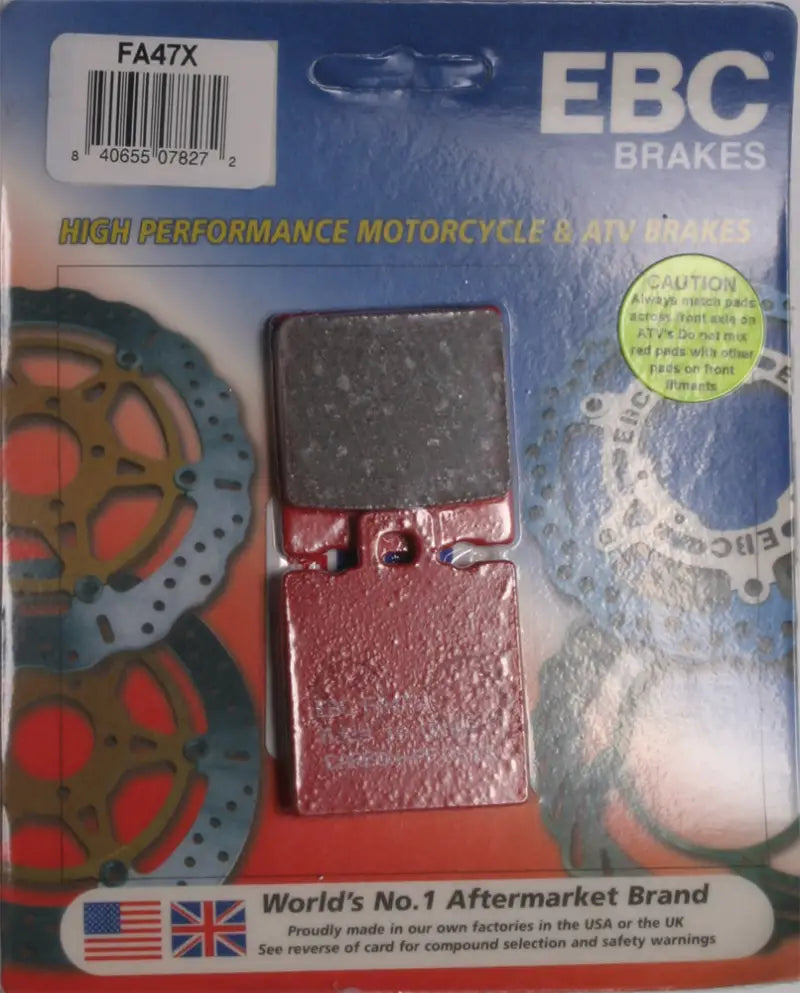 FA47X
8 40655 07827 2
EBC®
BRAKES
HIGH PERFORMANCE MOTORCYCLE & ATV BRAKES
CAUTION
Always match pads
across front axle on
ATV's Do not mix
red pads with other
pads on front
fitments
EBC
EBC
World's No.1 Aftermarket Brand
Proudly made in our own factories in the USA or the UK
See reverse of card for compound selection and safety warnings